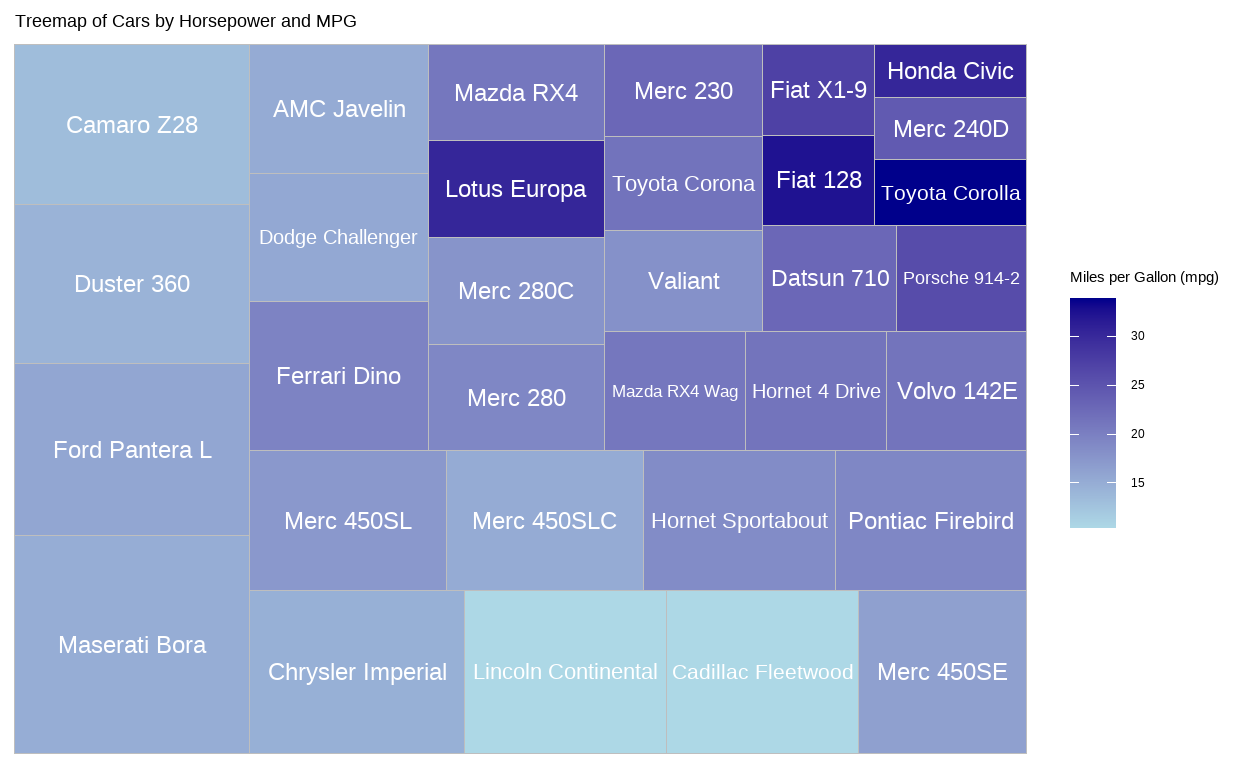 Treemap of Cars by Horsepower and MPG
Camaro Z28
Duster 360
Ford Pantera L
Maserati Bora
AMC Javelin
Dodge Challenger
Ferrari Dino
Mazda RX4
Lotus Europa
Merc 280C
Merc 280
Merc 230
Toyota Corona
Valiant
Fiat X1-9
Fiat 128
Honda Civic
Merc 240D
Toyota Corolla
Datsun 710
Porsche 914-2
Mazda RX4 Wag
Hornet 4 Drive
Volvo 142E
Merc 450SL
Merc 450SLC
Hornet Sportabout
Pontiac Firebird
Chrysler Imperial
Lincoln Continental
Cadillac Fleetwood
Merc 450SE
Miles per Gallon (mpg)
30
25
20
15